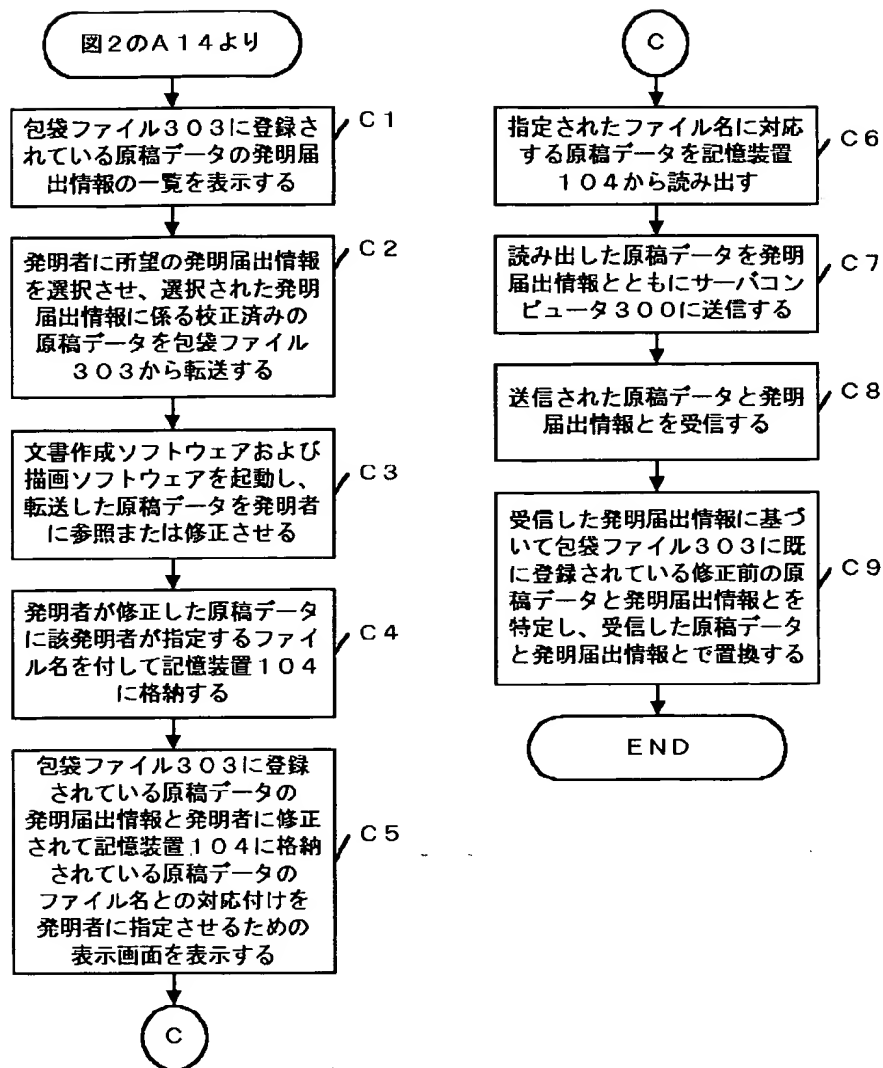 図2のA14より
包袋ファイル303に登録さ
れている原稿データの発明届
出情報の一覧を表示する
C1
発明者に所望の発明届出情報
を選択させ、選択された発明
届出情報に係る校正済みの
原稿データを包袋ファイル
303から転送する
C2
文書作成ソフトウェアおよび
描画ソフトウェアを起動し、
転送した原稿データを発明者
に参照または修正させる
C3
発明者が修正した原稿データ
に該発明者が指定するファイ
ル名を付して記憶装置104
に格納する
C4
包袋ファイル303に登録
されている原稿データの
発明届出情報と発明者に修正
されて記憶装置104に格納
されている原稿データの
ファイル名との対応付けを
発明者に指定させるための
表示画面を表示する
C5
C
C
指定されたファイル名に対応
する原稿データを記憶装置
104から読み出す
C6
読み出した原稿データを発明
届出情報とともにサーバコン
ピュータ300に送信する
C7
送信された原稿データと発明
届出情報とを受信する
C8
受信した発明届出情報に基づ
いて包袋ファイル303に既
に登録されている修正前の原
稿データと発明届出情報とを
特定し、受信した原稿データ
と発明届出情報とで置換する
C9
END